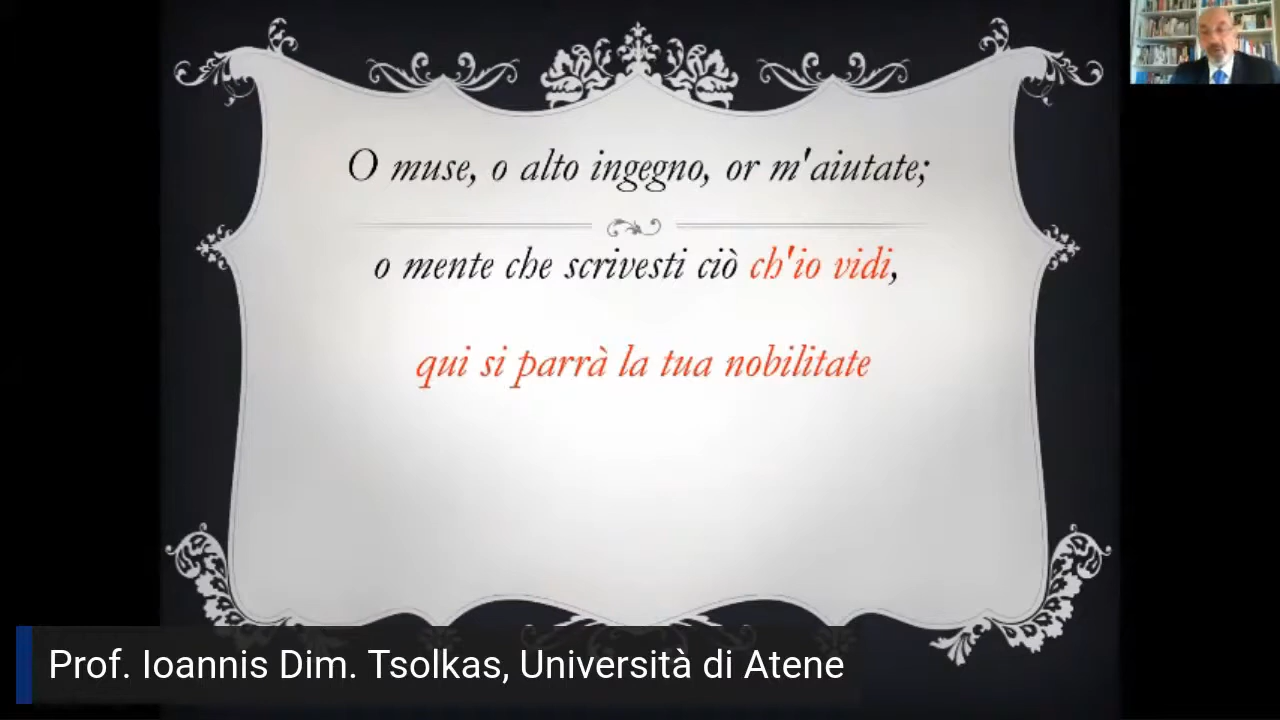 O muse, o alto ingegno, or m'aiutate;
o mente che scrivesti ciò ch'io vidi,
qui si parrà la tua nobilitate
Prof. Ioannis Dim. Tsolkas, Università di Atene